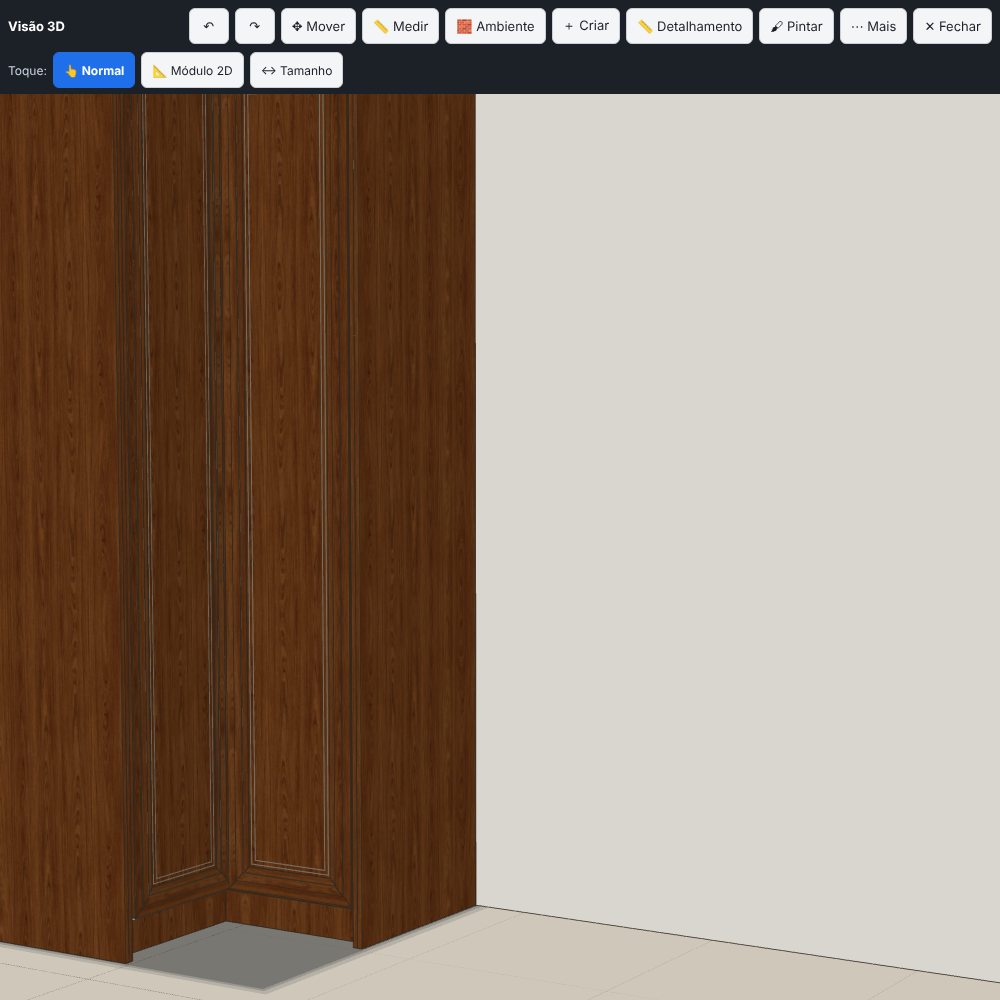 Visão 3D
↶ ↷ ✥ Mover 📏 Medir 🧱 Ambiente + Criar 📏 Detalhamento 🖌 Pintar ⋯ Mais ✕ Fechar
Toque: 👆 Normal 📐 Módulo 2D ↔ Tamanho